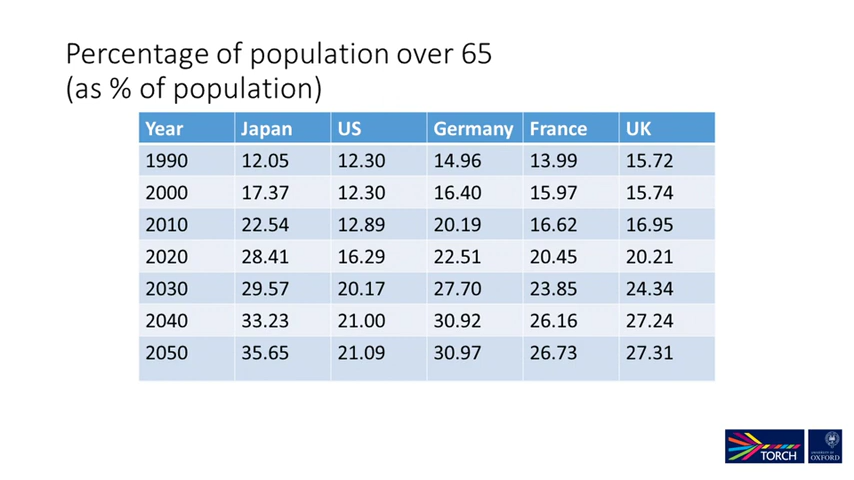 Percentage of population over 65
(as % of population)
Year Japan US Germany France UK
1990 12.05 12.30 14.96 13.99 15.72
2000 17.37 12.30 16.40 15.97 15.74
2010 22.54 12.89 20.19 16.62 16.95
2020 28.41 16.29 22.51 20.45 20.21
2030 29.57 20.17 27.70 23.85 24.34
2040 33.23 21.00 30.92 26.16 27.24
2050 35.65 21.09 30.97 26.73 27.31
TORCH
UNIVERSITY OF
OXFORD